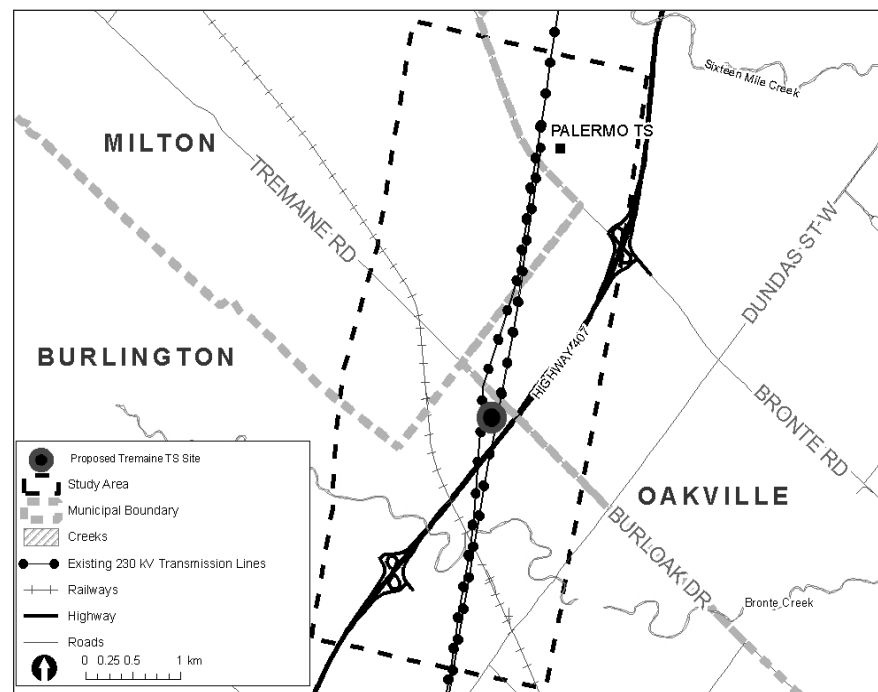 Sixteen Mile Creek
PALERMO TS
MILTON
TREMAINE RD
DUNDAS ST W
BURLINGTON
HIGHWAY 407
BRONTE RD
OAKVILLE
BURLOAK DR
Bronte Creek
Proposed Tremaine TS Site
Study Area
Municipal Boundary
Creeks
Existing 230 kV Transmission Lines
Railways
Highway
Roads
0 0.25 0.5 1 km